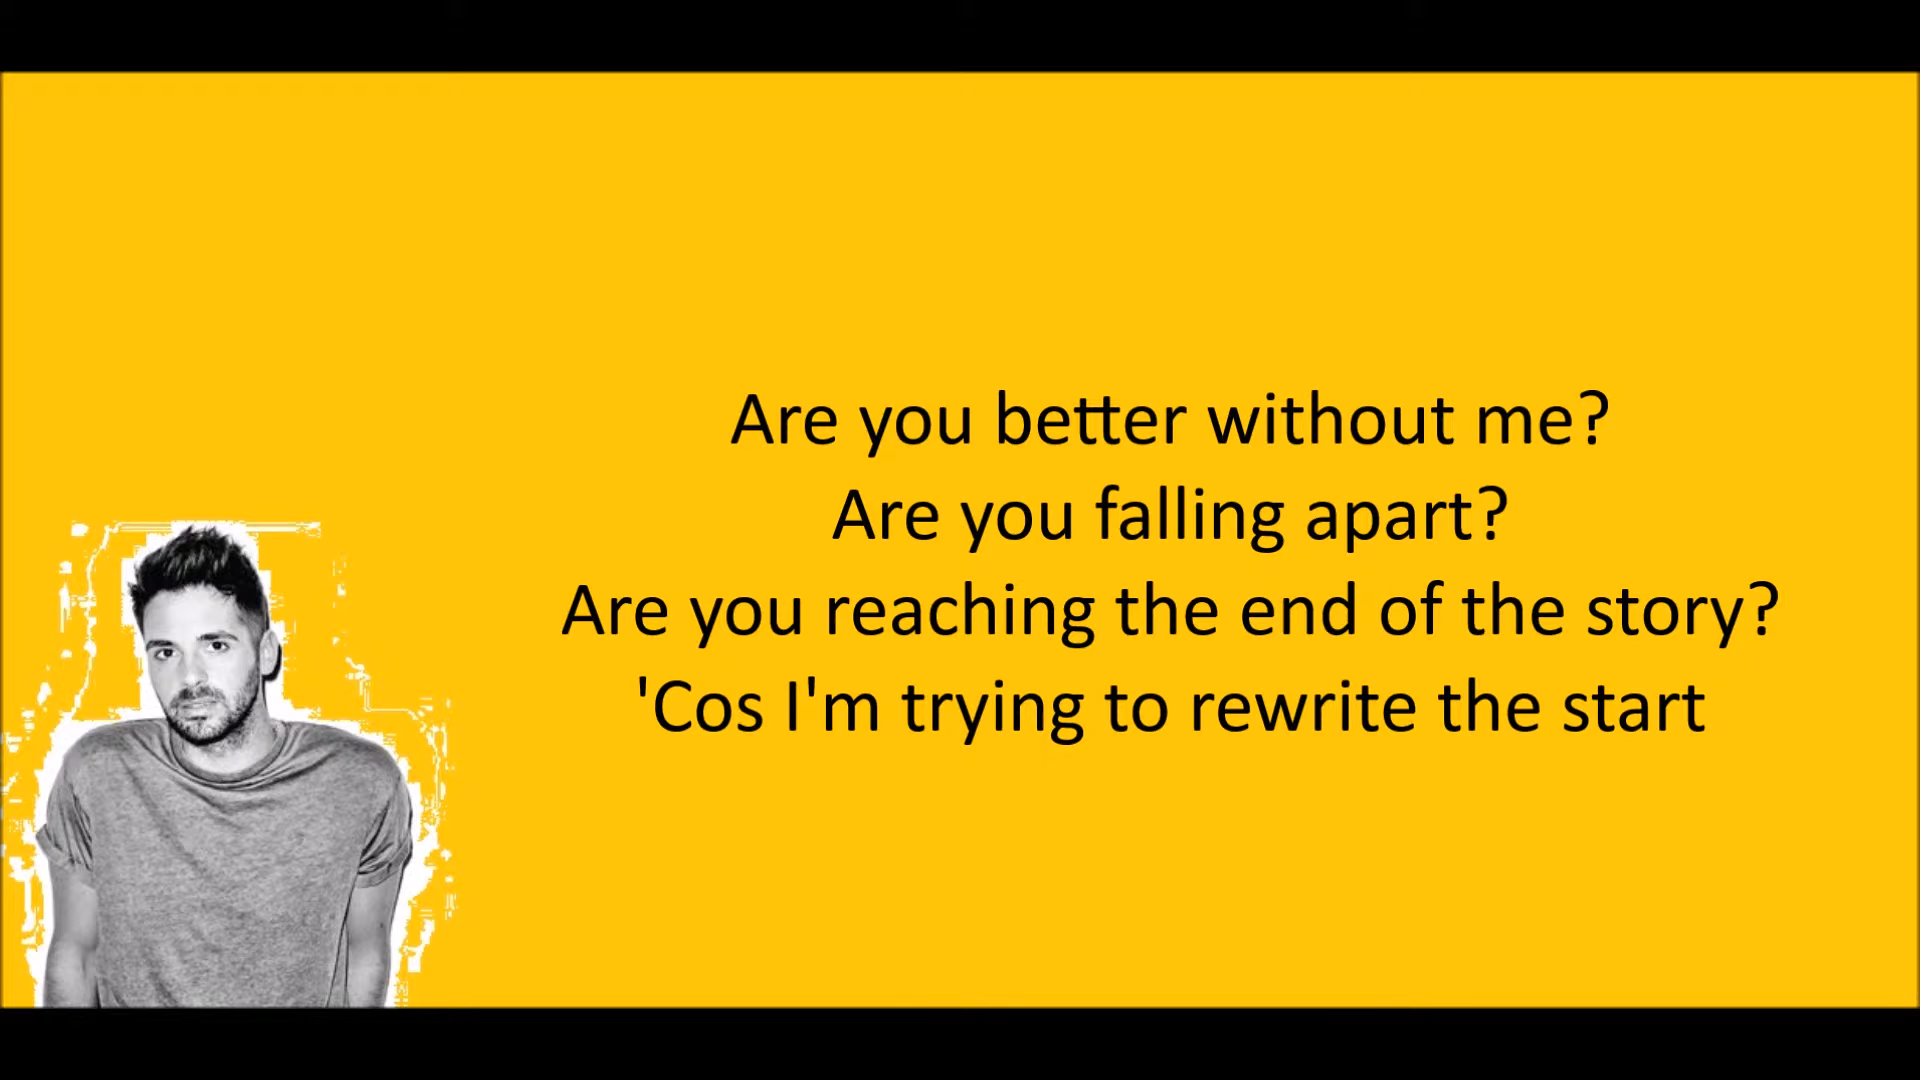 Are you better without me?
Are you falling apart?
Are you reaching the end of the story?
'Cos I'm trying to rewrite the start